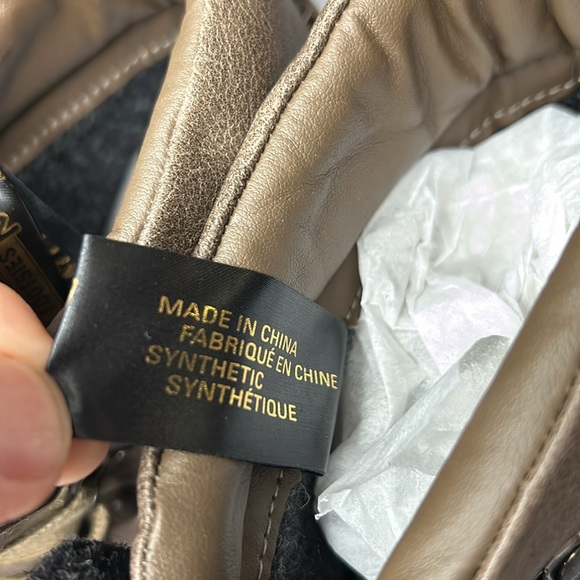 MADE IN CHINA
FABRIQUÉ EN CHINE
SYNTHETIC
SYNTHÉTIQUE